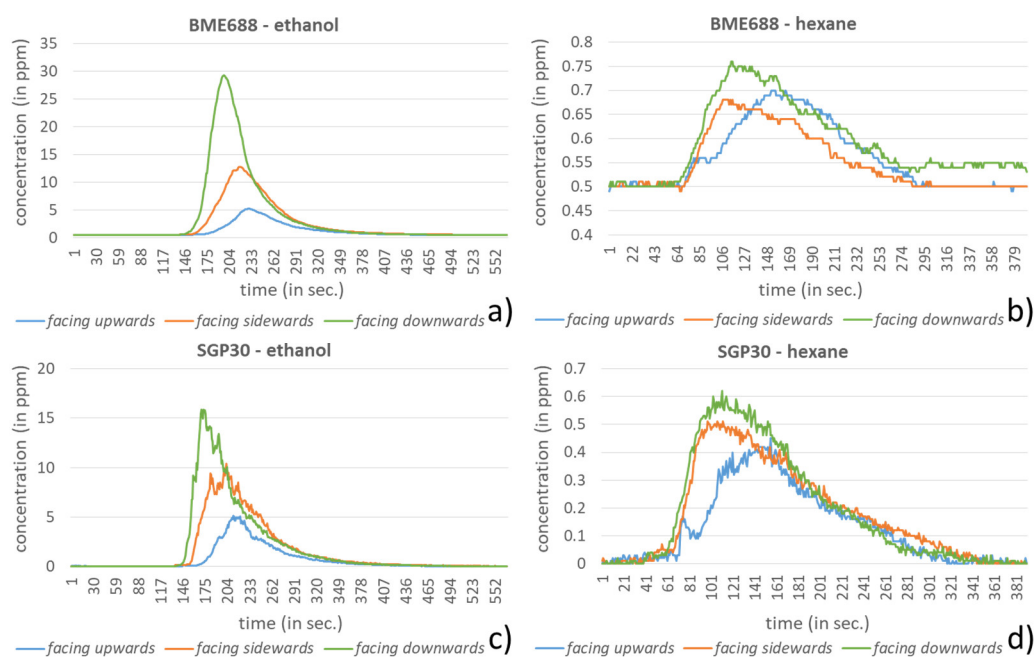 BME688 - ethanol
concentration (in ppm)
35
30
25
20
15
10
5
0
1 30 59 88 117 146 175 204 233 262 291 320 349 378 407 436 465 494 523 552
time (in sec.)
facing upwards facing sidewards facing downwards a)
BME688 - hexane
concentration (in ppm)
0.8
0.75
0.7
0.65
0.6
0.55
0.5
0.45
0.4
1 22 43 64 85 106 127 148 169 190 211 232 253 274 295 316 337 358 379
time (in sec.)
facing upwards facing sidewards facing downwards b)
SGP30 - ethanol
concentration (in ppm)
20
15
10
5
0
1 30 59 88 117 146 175 204 233 262 291 320 349 378 407 436 465 494 523 552
time (in sec.)
facing upwards facing sidewards facing downwards c)
SGP30 - hexane
concentration (in ppm)
0.7
0.6
0.5
0.4
0.3
0.2
0.1
0
1 21 41 61 81 101 121 141 161 181 201 221 241 261 281 301 321 341 361 381
time (in sec.)
facing upwards facing sidewards facing downwards d)